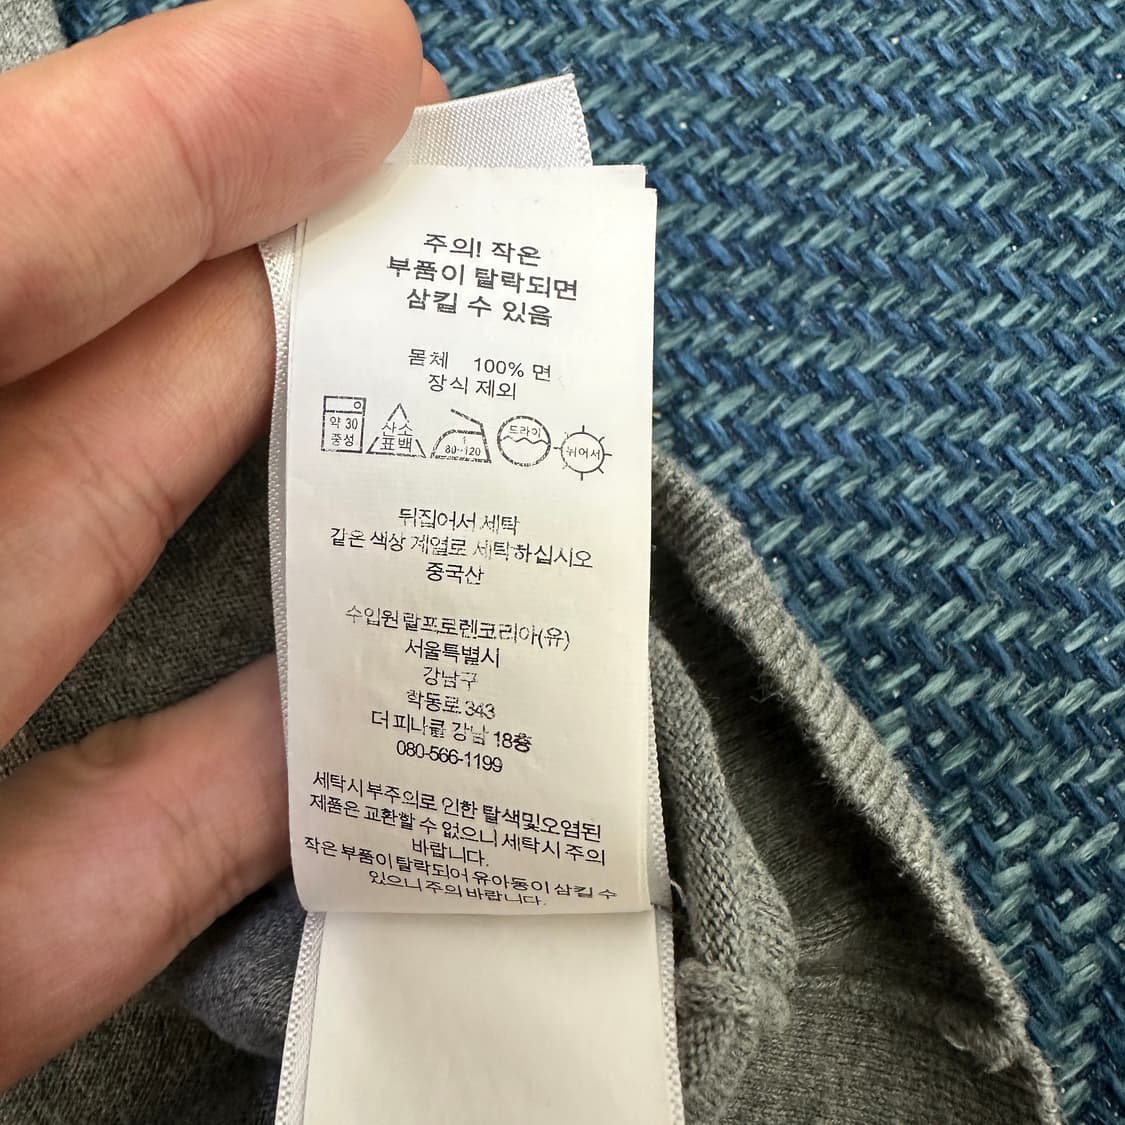 주의! 작은
부품이 탈락되면
삼킬 수 있음
몸체 100% 면
장식 제외
약 30
중성
산소
표백
1
80~120
드라이
뉘어서
뒤집어서 세탁
같은 색상 계열로 세탁하십시오
중국산
수입원 랄프로렌코리아(유)
서울특별시
강남구
학동로 343
더 피나클 강남 18층
080-566-1199
세탁시 부주의로 인한 탈색및오염된
제품은 교환할 수 없으니 세탁시 주의
바랍니다.
작은 부품이 탈락되어 유아동이 삼킬 수
있으니 주의 바랍니다.